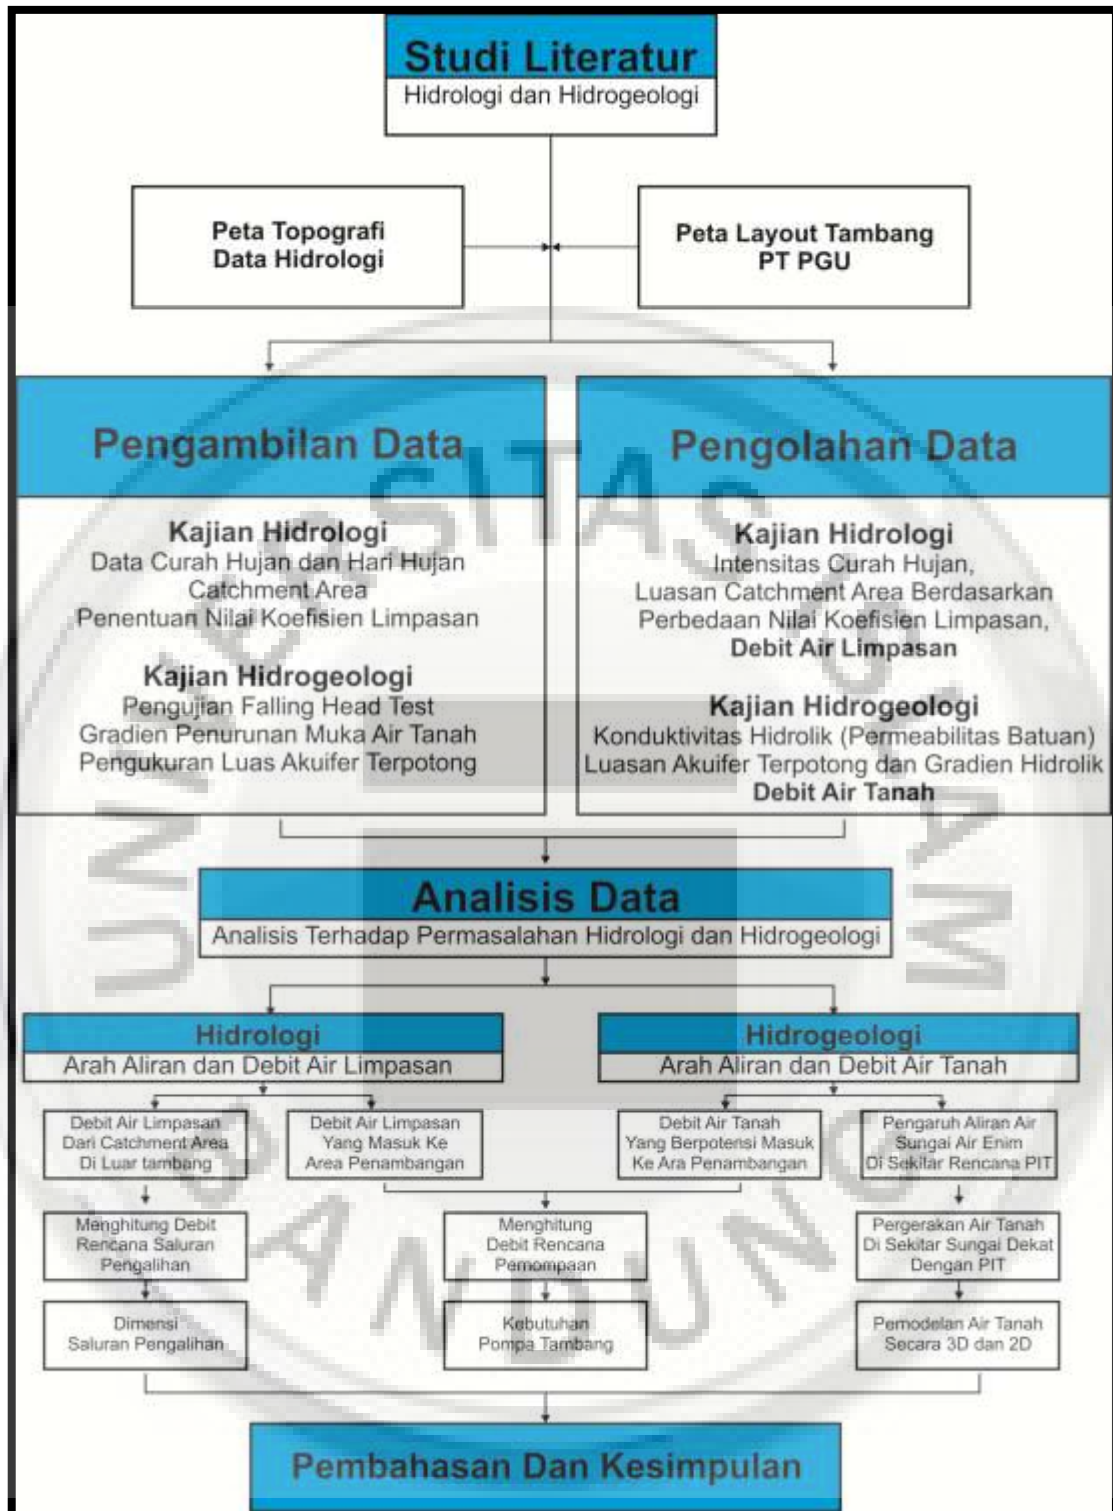 Studi Literatur
Hidrologi dan Hidrogeologi
Peta Topografi
Data Hidrologi
Peta Layout Tambang
PT PGU
Pengambilan Data
Kajian Hidrologi
Data Curah Hujan dan Hari Hujan
Catchment Area
Penentuan Nilai Koefisien Limpasan
Kajian Hidrogeologi
Pengujian Falling Head Test
Gradien Penurunan Muka Air Tanah
Pengukuran Luas Akuifer Terpotong
Pengolahan Data
Kajian Hidrologi
Intensitas Curah Hujan,
Luasan Catchment Area Berdasarkan
Perbedaan Nilai Koefisien Limpasan,
Debit Air Limpasan
Kajian Hidrogeologi
Konduktivitas Hidrolik (Permeabilitas Batuan)
Luasan Akuifer Terpotong dan Gradien Hidrolik
Debit Air Tanah
Analisis Data
Analisis Terhadap Permasalahan Hidrologi dan Hidrogeologi
Hidrologi
Arah Aliran dan Debit Air Limpasan
Hidrogeologi
Arah Aliran dan Debit Air Tanah
Debit Air Limpasan
Dari Catchment Area
Di Luar tambang
Debit Air Limpasan
Yang Masuk Ke
Area Penambangan
Debit Air Tanah
Yang Berpotensi Masuk
Ke Ara Penambangan
Pengaruh Aliran Air
Sungai Air Enim
Di Sekitar Rencana PIT
Menghitung Debit
Rencana Saluran
Pengalihan
Menghitung
Debit Rencana
Pemompaan
Pergerakan Air Tanah
Di Sekitar Sungai Dekat
Dengan PIT
Dimensi
Saluran Pengalihan
Kebutuhan
Pompa Tambang
Pemodelan Air Tanah
Secara 3D dan 2D
Pembahasan Dan Kesimpulan
UNIVERSITAS ISLAM
BANDUNG